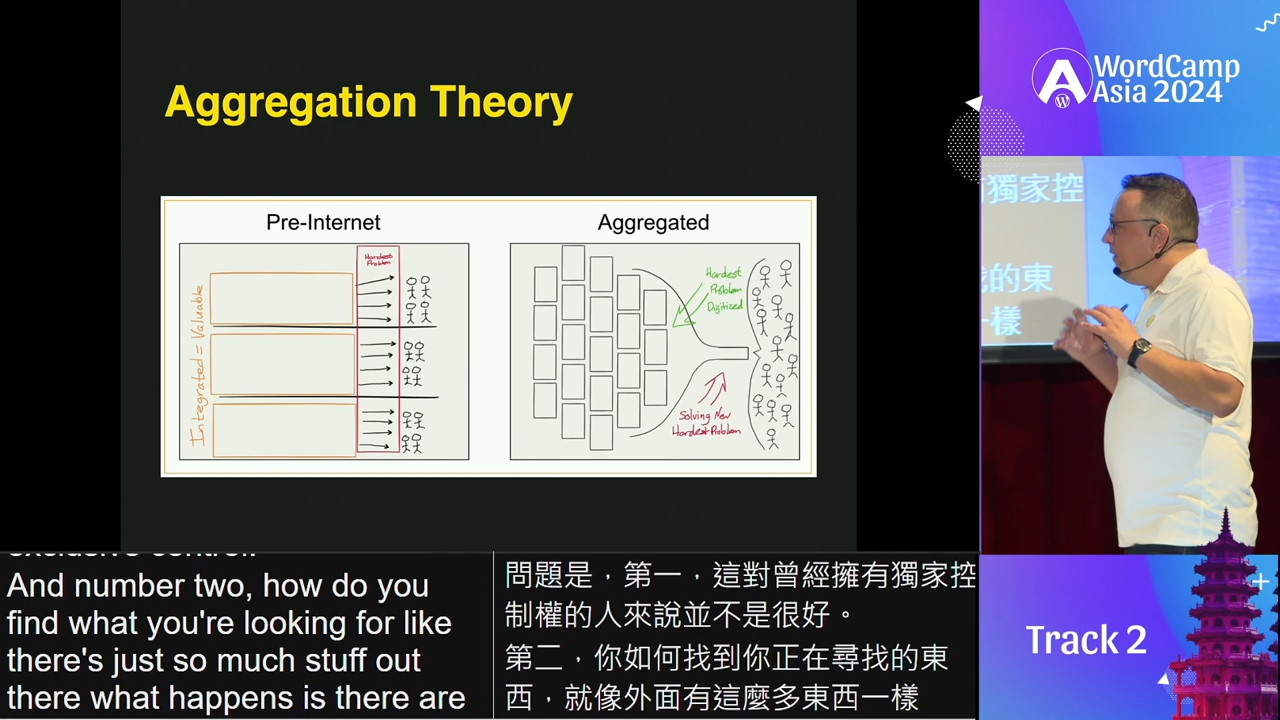 Aggregation Theory
Pre-Internet
Aggregated
Integrated = Valuable
Hardest
Problem
Hardest
Problem
Digitized
Solving New
Hardest Problem
WordCamp
Asia 2024
有獨家控
找的東
一樣
exclusive control.
And number two, how do you
find what you're looking for like
there's just so much stuff out
there what happens is there are
問題是，第一，這對曾經擁有獨家控
制權的人來說並不是很好。
第二，你如何找到你正在尋找的東
西，就像外面有這麼多東西一樣
Track 2